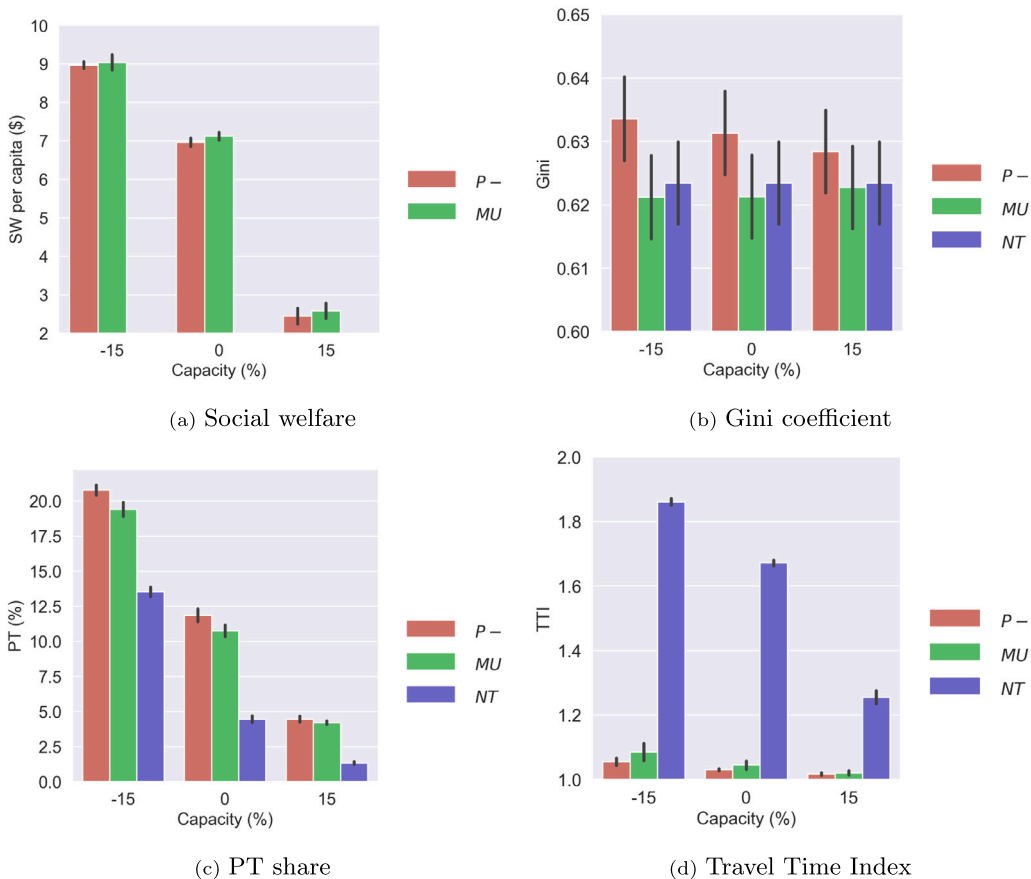 10
9
8
7
6
5
4
3
2
SW per capita ($)
-15 0 15
Capacity (%)
P −
MU
(a) Social welfare
0.65
0.64
0.63
0.62
0.61
0.60
Gini
-15 0 15
Capacity (%)
P −
MU
NT
(b) Gini coefficient
20.0
17.5
15.0
12.5
10.0
7.5
5.0
2.5
0.0
PT (%)
-15 0 15
Capacity (%)
P −
MU
NT
(c) PT share
2.0
1.8
1.6
1.4
1.2
1.0
TTI
-15 0 15
Capacity (%)
P −
MU
NT
(d) Travel Time Index